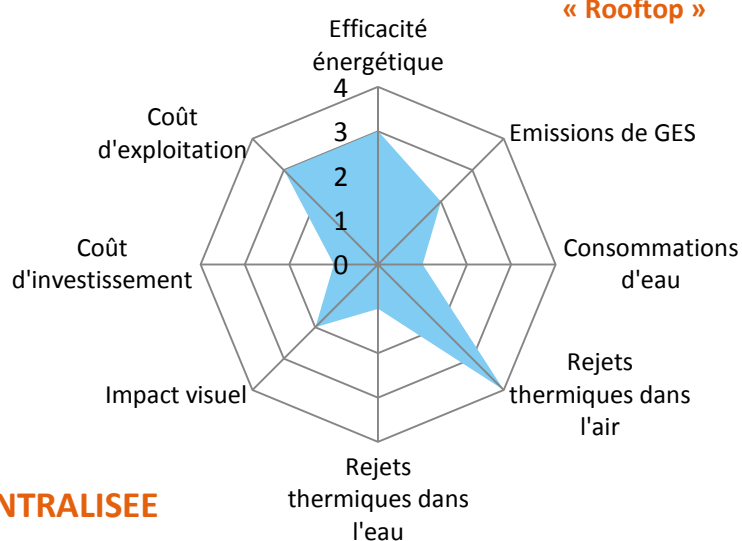 « Rooftop »
Efficacité
énergétique
4
3
2
1
0
Emissions de GES
Consommations
d'eau
Rejets
thermiques dans
l'air
Rejets
thermiques dans
l'eau
Impact visuel
Coût
d'investissement
Coût
d'exploitation
NTRALISEE